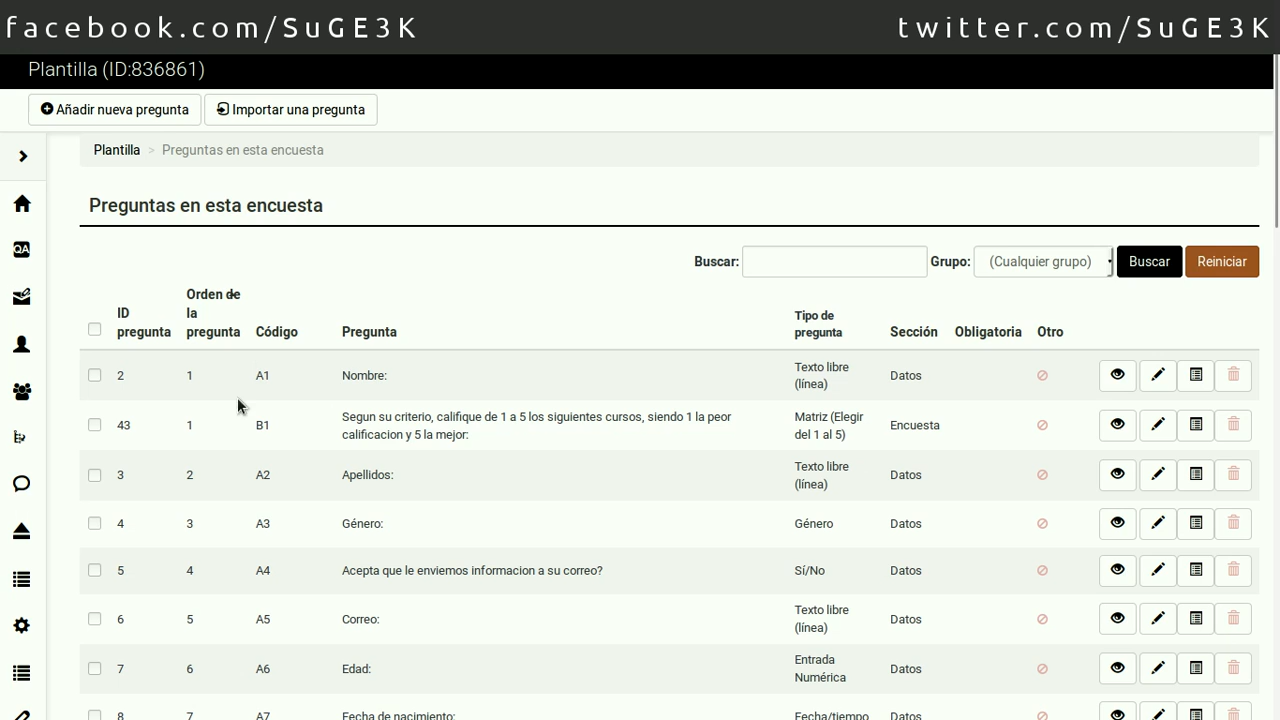 facebook.com/SuGE3K
twitter.com/SuGE3K
Plantilla (ID:836861)
Añadir nueva pregunta
Importar una pregunta
Plantilla > Preguntas en esta encuesta
Preguntas en esta encuesta
Buscar:
Grupo:
(Cualquier grupo)
Buscar
Reiniciar
ID
pregunta
Orden de
la
pregunta
Código
Pregunta
Tipo de
pregunta
Sección
Obligatoria
Otro
2
1
A1
Nombre:
Texto libre
(línea)
Datos
43
1
B1
Segun su criterio, califique de 1 a 5 los siguientes cursos, siendo 1 la peor
calificacion y 5 la mejor:
Matriz (Elegir
del 1 al 5)
Encuesta
3
2
A2
Apellidos:
Texto libre
(línea)
Datos
4
3
A3
Género:
Género
Datos
5
4
A4
Acepta que le enviemos informacion a su correo?
Sí/No
Datos
6
5
A5
Correo:
Texto libre
(línea)
Datos
7
6
A6
Edad:
Entrada
Numérica
Datos
8
7
A7
Fecha de nacimiento:
Fecha/tiempo
Datos
QA